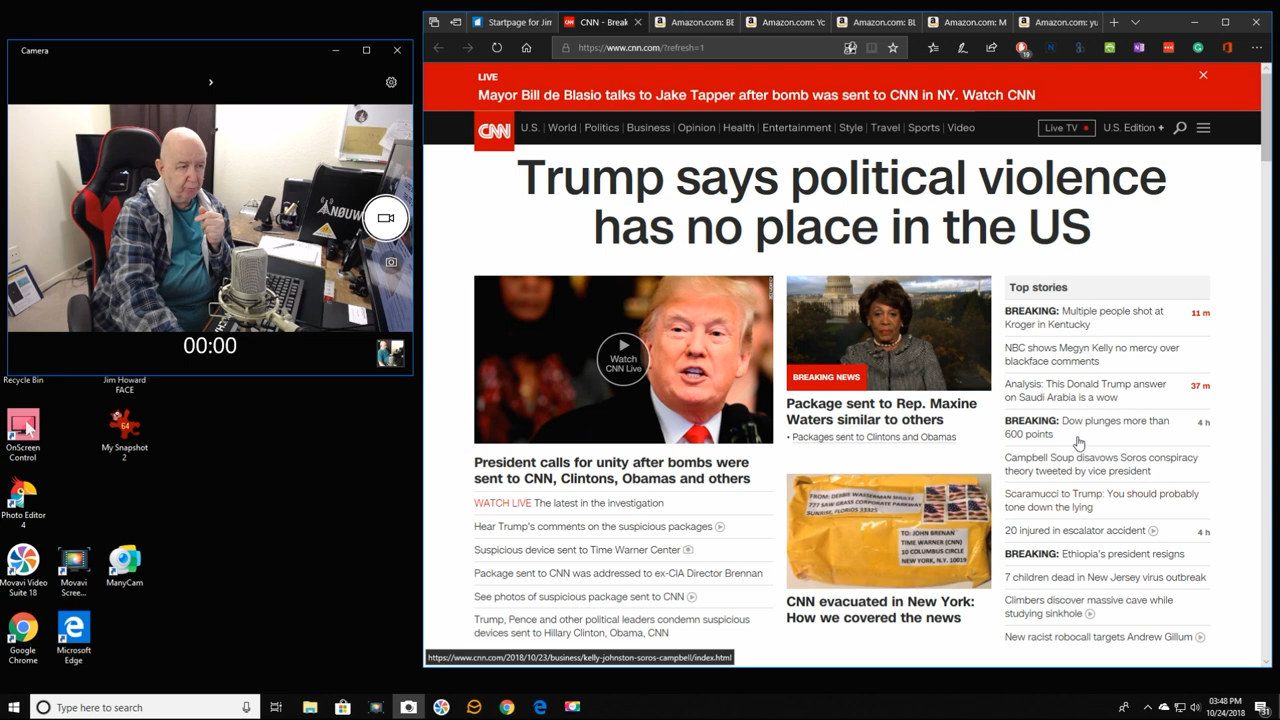 Camera
00:00
Recycle Bin
Jim Howard
FACE
OnScreen
Control
My Snapshot
2
Photo Editor
4
Movavi Video
Suite 18
Movavi
Scree...
ManyCam
Google
Chrome
Microsoft
Edge
Startpage for Jim
CNN - Break
Amazon.com: BE
Amazon.com: Yo
Amazon.com: BL
Amazon.com: M
Amazon.com: yu
https://www.cnn.com/?refresh=1
19
LIVE
Mayor Bill de Blasio talks to Jake Tapper after bomb was sent to CNN in NY. Watch CNN
CNN
U.S. | World | Politics | Business | Opinion | Health | Entertainment | Style | Travel | Sports | Video
Live TV
U.S. Edition +
Trump says political violence
has no place in the US
Watch
CNN Live
President calls for unity after bombs were
sent to CNN, Clintons, Obamas and others
WATCH LIVE The latest in the investigation
Hear Trump's comments on the suspicious packages
Suspicious device sent to Time Warner Center
Package sent to CNN was addressed to ex-CIA Director Brennan
See photos of suspicious package sent to CNN
Trump, Pence and other political leaders condemn suspicious
devices sent to Hillary Clinton, Obama, CNN
BREAKING NEWS
Package sent to Rep. Maxine
Waters similar to others
• Packages sent to Clintons and Obamas
FROM: DEBBIE WASSERMAN SHULTZ
777 SAW GRASS CORPORATE PARKWAY
SUNRISE, FLORIDS 33325
TO: JOHN BRENAN
TIME WARNER (CNN)
10 COLUMBUS CIRCLE
NEW YORK, N.Y. 10019
CNN evacuated in New York:
How we covered the news
Top stories
BREAKING: Multiple people shot at
Kroger in Kentucky
11 m
NBC shows Megyn Kelly no mercy over
blackface comments
Analysis: This Donald Trump answer
on Saudi Arabia is a wow
37 m
BREAKING: Dow plunges more than
600 points
4 h
Campbell Soup disavows Soros conspiracy
theory tweeted by vice president
Scaramucci to Trump: You should probably
tone down the lying
20 injured in escalator accident
4 h
BREAKING: Ethiopia's president resigns
7 children dead in New Jersey virus outbreak
Climbers discover massive cave while
studying sinkhole
New racist robocall targets Andrew Gillum
https://www.cnn.com/2018/10/23/business/kelly-johnston-soros-campbell/index.html
Type here to search
03:48 PM
10/24/2018